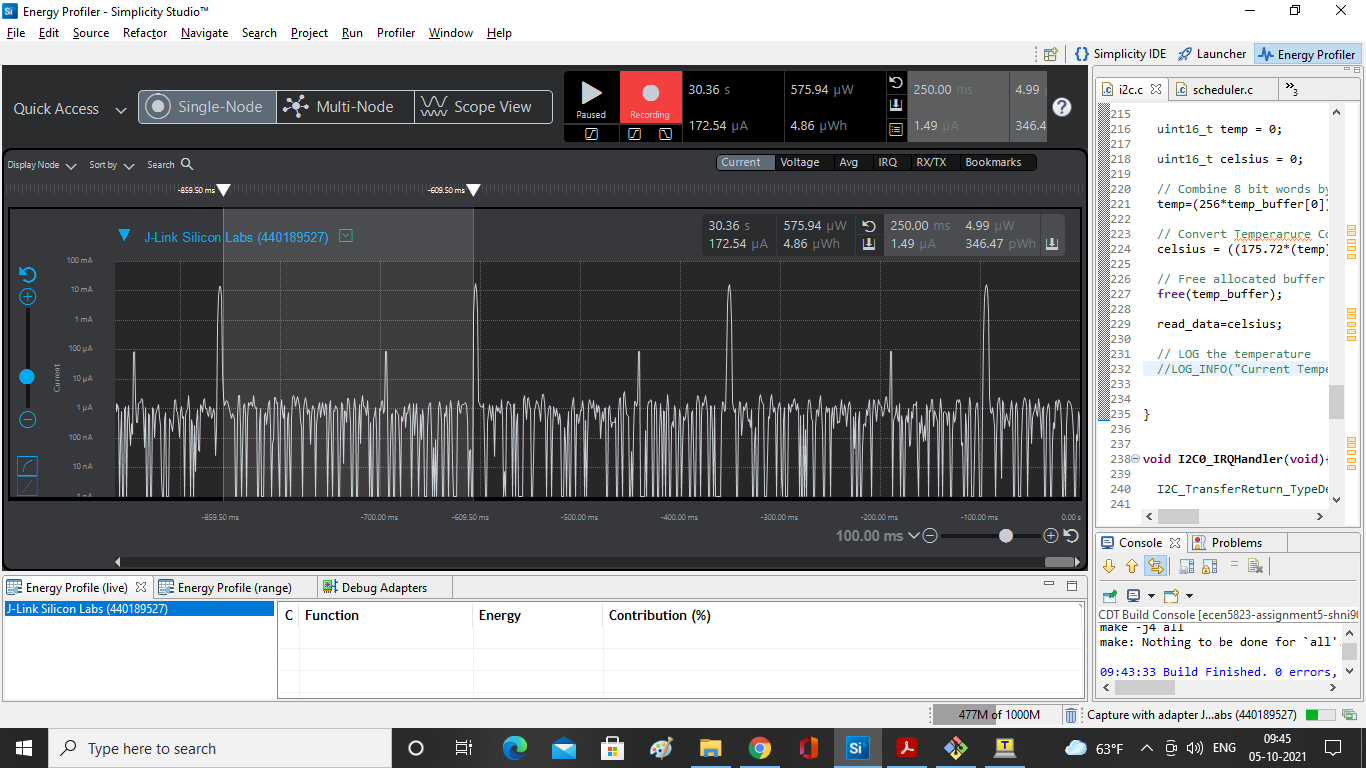 Energy Profiler - Simplicity Studio™
File Edit Source Refactor Navigate Search Project Run Profiler Window Help
Simplicity IDE Launcher Energy Profiler
Quick Access Single-Node Multi-Node Scope View
Paused Recording
30.36 s 575.94 µW 250.00 ms 4.99
172.54 µA 4.86 µWh 1.49 µA 346.4
Display Node Sort by Search
Current Voltage Avg IRQ RX/TX Bookmarks
-859.50 ms -609.50 ms
J-Link Silicon Labs (440189527)
30.36 s 575.94 µW 250.00 ms 4.99 µW
172.54 µA 4.86 µWh 1.49 µA 346.47 pWh
100 mA
10 mA
1 mA
100 µA
10 µA
1 µA
100 nA
10 nA
Current
-859.50 ms -700.00 ms -609.50 ms -500.00 ms -400.00 ms -300.00 ms -200.00 ms -100.00 ms 0.00 s
100.00 ms
i2c.c scheduler.c »3
215
216 uint16_t temp = 0;
217
218 uint16_t celsius = 0;
219
220 // Combine 8 bit words by
221 temp=(256*temp_buffer[0])
222
223 // Convert Temperarure Co
224 celsius = ((175.72*(temp)
225
226 // Free allocated buffer
227 free(temp_buffer);
228
229 read_data=celsius;
230
231 // LOG the temperature
232 //LOG_INFO("Current Tempe
233
234
235 }
236
237
238 void I2C0_IRQHandler(void){
239
240 I2C_TransferReturn_TypeDe
241
Energy Profile (live) Energy Profile (range) Debug Adapters
J-Link Silicon Labs (440189527)
C Function Energy Contribution (%)
Console Problems
CDT Build Console [ecen5823-assignment5-shni90
make -j4 all
make: Nothing to be done for `all'.
09:43:33 Build Finished. 0 errors,
477M of 1000M
Capture with adapter J...abs (440189527)
Type here to search
63°F ENG
09:45
05-10-2021